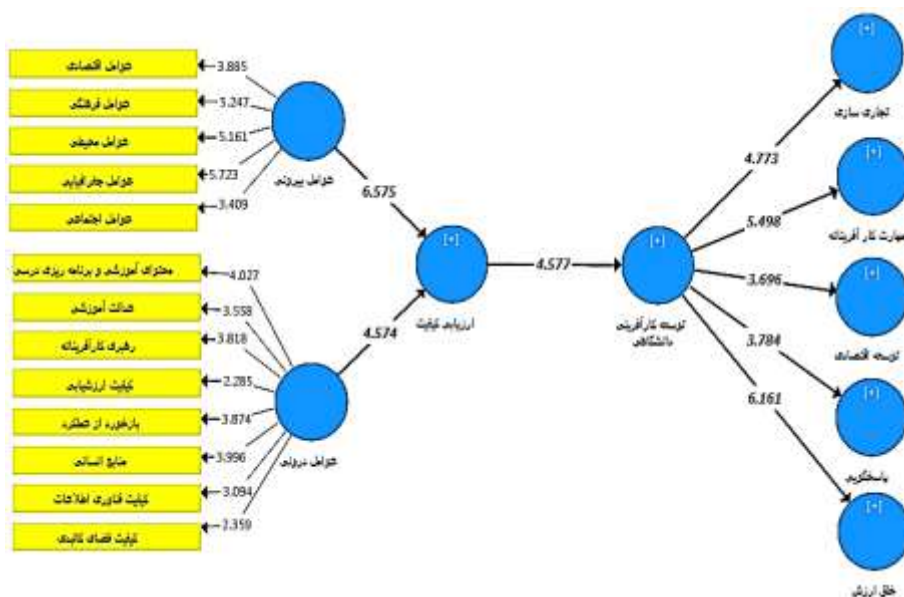 عوامل اقتصادی
3.885
عوامل فرهنگی
5.247
عوامل محیطی
5.161
عوامل جغرافیایی
5.723
عوامل اجتماعی
3.409
عوامل بیرونی
6.575
محتوای آموزشی و برنامه ریزی درسی
4.027
عدالت آموزشی
3.558
رهبری کارآفرینانه
3.818
کیفیت ارزشیابی
2.285
بازخورد از عملکرد
3.874
منابع انسانی
3.996
کیفیت فناوری اطلاعات
3.094
کیفیت فضای کالبدی
2.359
عوامل درونی
4.574
[+]
ارزیابی کیفیت
4.577
[+]
توسعه کارآفرینی
دانشگاهی
4.773
[+]
تجاری سازی
5.498
[+]
مهارت کار آفرینانه
3.696
[+]
توسعه اقتصادی
3.784
[+]
پاسخگویی
6.161
[+]
خلق ارزش